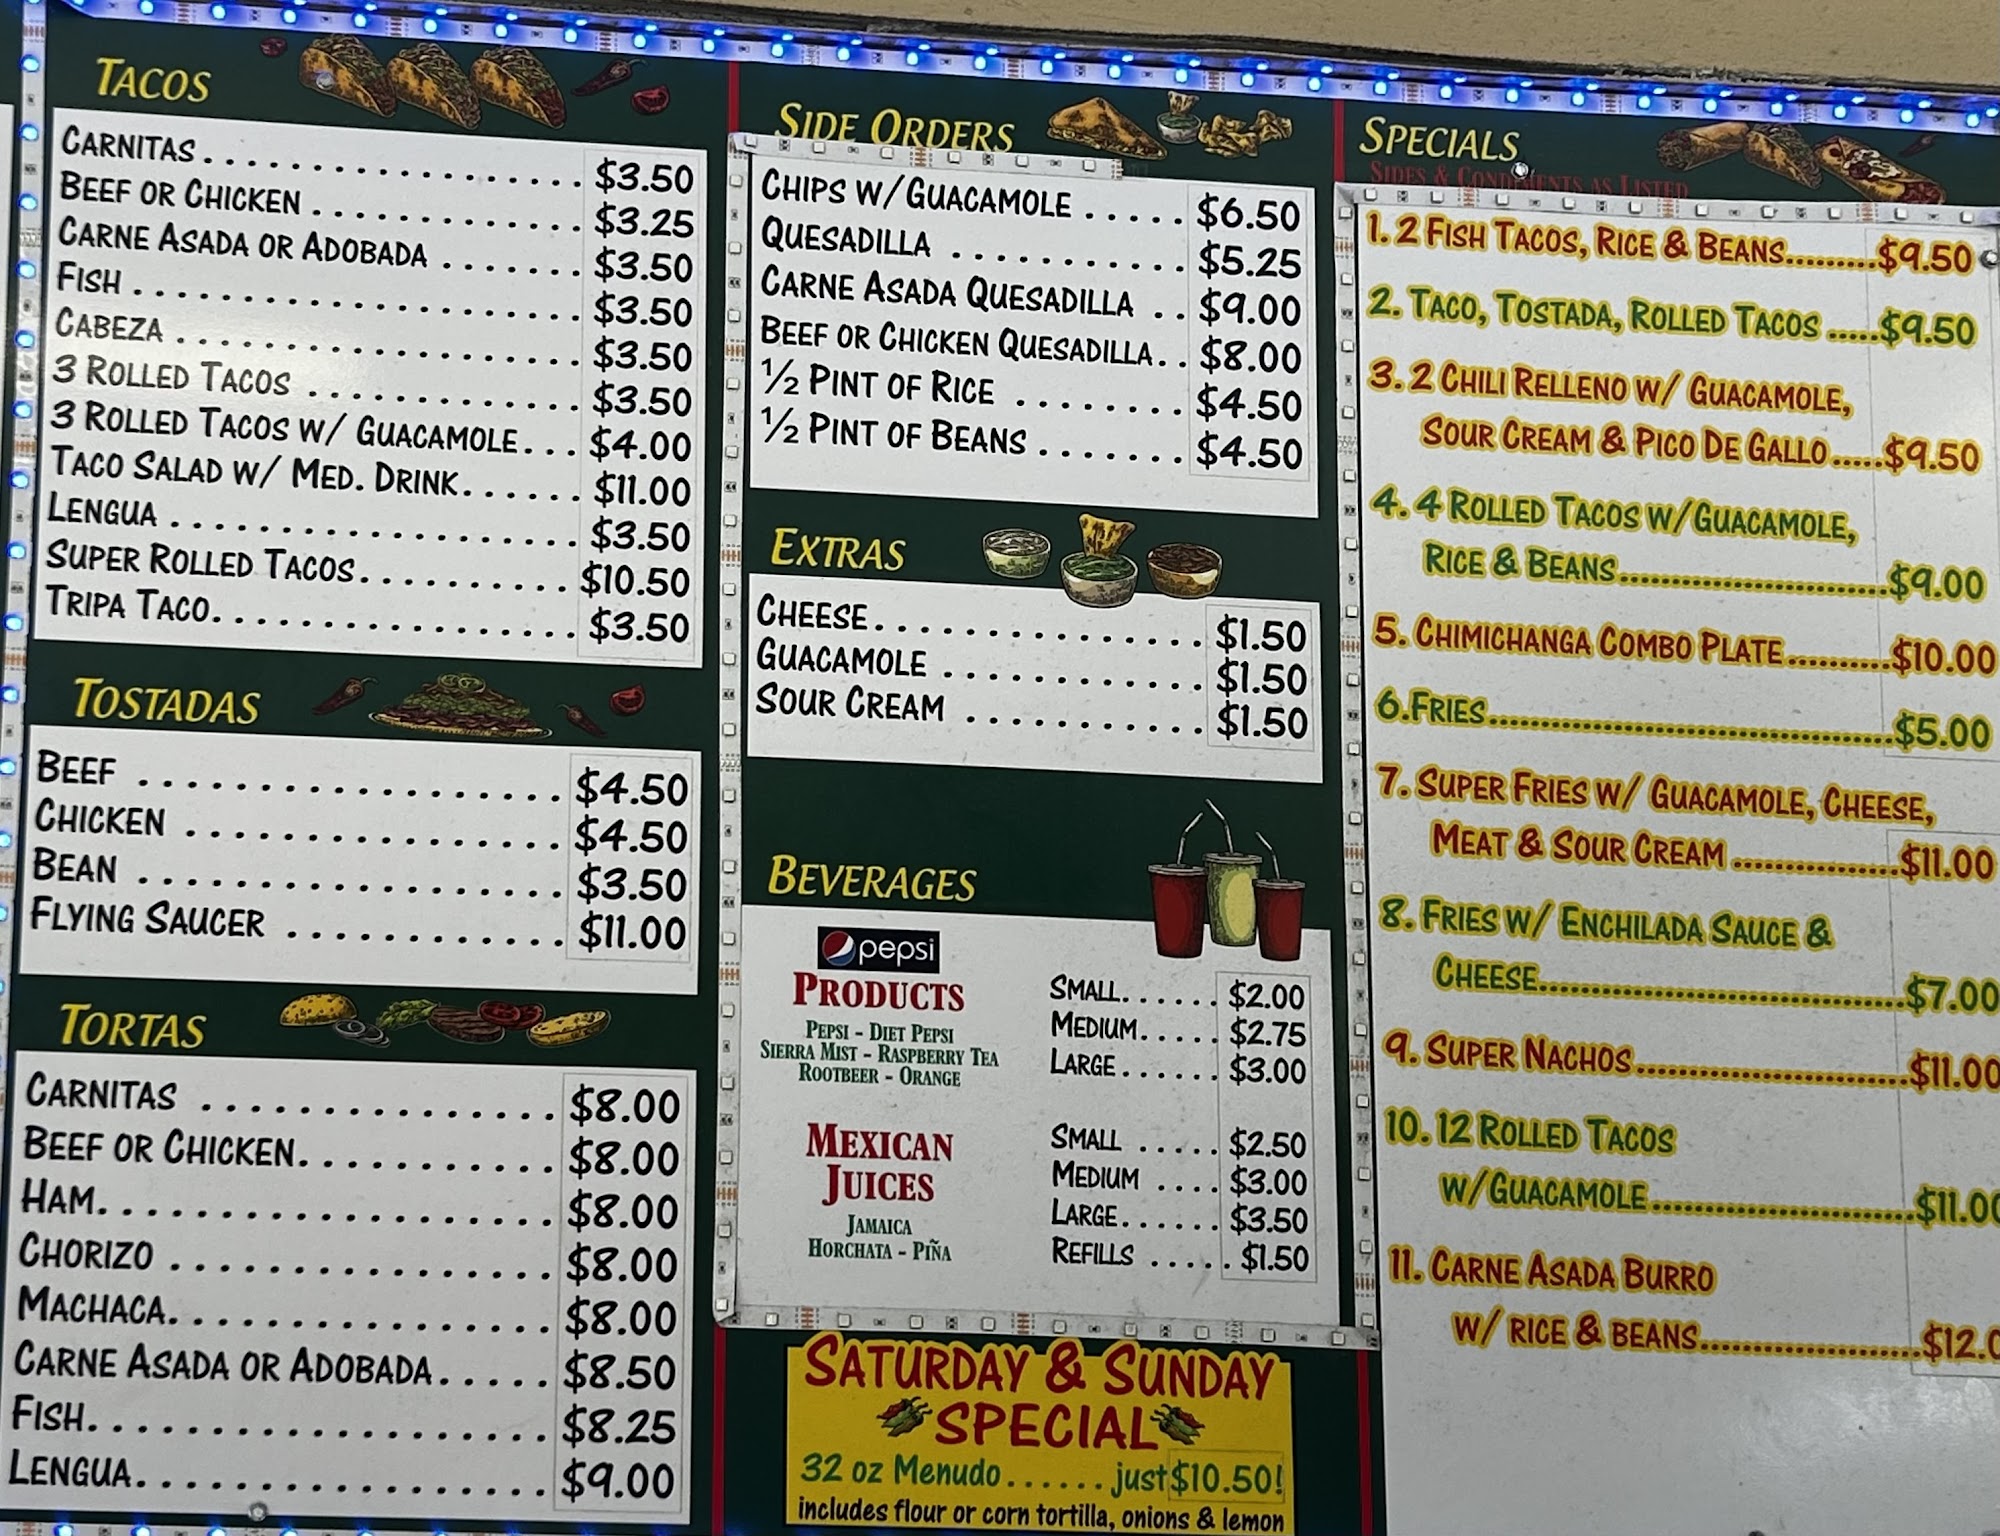 TACOS
CARNITAS................ $3.50
BEEF OR CHICKEN............. $3.25
CARNE ASADA OR ADOBADA ....... $3.50
FISH..................... $3.50
CABEZA.................. $3.50
3 ROLLED TACOS ............. $3.50
3 ROLLED TACOS W/ GUACAMOLE... $4.00
TACO SALAD W/ MED. DRINK...... $11.00
LENGUA.................. $3.50
SUPER ROLLED TACOS.......... $10.50
TRIPA TACO................. $3.50
TOSTADAS
BEEF .................. $4.50
CHICKEN ................ $4.50
BEAN .................. $3.50
FLYING SAUCER ............ $11.00
TORTAS
CARNITAS ................ $8.00
BEEF OR CHICKEN........... $8.00
HAM.................... $8.00
CHORIZO ................ $8.00
MACHACA................ $8.00
CARNE ASADA OR ADOBADA..... $8.50
FISH.................... $8.25
LENGUA................. $9.00
SIDE ORDERS
CHIPS W/GUACAMOLE ..... $6.50
QUESADILLA ........... $5.25
CARNE ASADA QUESADILLA .. $9.00
BEEF OR CHICKEN QUESADILLA.. $8.00
½ PINT OF RICE ........ $4.50
½ PINT OF BEANS ....... $4.50
EXTRAS
CHEESE............... $1.50
GUACAMOLE ............ $1.50
SOUR CREAM ........... $1.50
BEVERAGES
pepsi
PRODUCTS
PEPSI - DIET PEPSI
SIERRA MIST - RASPBERRY TEA
ROOTBEER - ORANGE
SMALL...... $2.00
MEDIUM..... $2.75
LARGE...... $3.00
MEXICAN
JUICES
JAMAICA
HORCHATA - PIÑA
SMALL ..... $2.50
MEDIUM .... $3.00
LARGE...... $3.50
REFILLS ..... $1.50
SATURDAY & SUNDAY
SPECIAL
32 oz Menudo...... just $10.50!
includes flour or corn tortilla, onions & lemon
SPECIALS
SIDES & CONDIMENTS AS LISTED
1. 2 FISH TACOS, RICE & BEANS.........$9.50
2. TACO, TOSTADA, ROLLED TACOS .....$9.50
3. 2 CHILI RELLENO W/ GUACAMOLE,
SOUR CREAM & PICO DE GALLO.....$9.50
4. 4 ROLLED TACOS W/GUACAMOLE,
RICE & BEANS..........................$9.00
5. CHIMICHANGA COMBO PLATE..........$10.00
6.FRIES.......................................$5.00
7. SUPER FRIES W/ GUACAMOLE, CHEESE,
MEAT & SOUR CREAM ................$11.00
8. FRIES W/ ENCHILADA SAUCE &
CHEESE...................................$7.00
9. SUPER NACHOS..........................$11.00
10. 12 ROLLED TACOS
W/GUACAMOLE.........................$11.00
11. CARNE ASADA BURRO
W/ RICE & BEANS......................$12.0